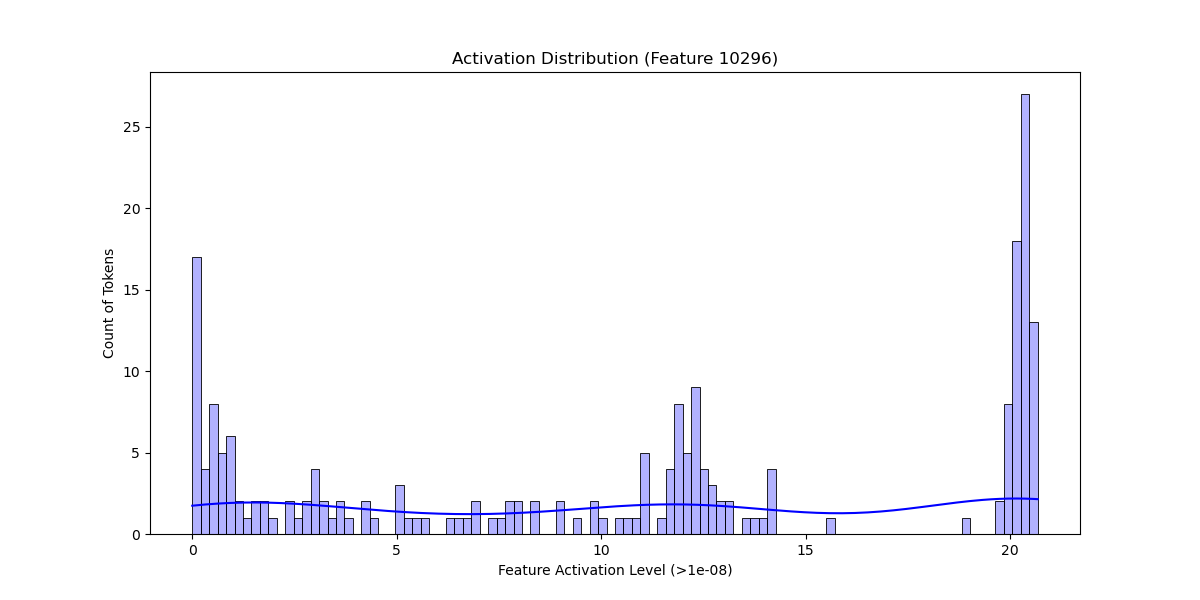 Activation Distribution (Feature 10296)
Count of Tokens
25
20
15
10
5
0
0 5 10 15 20
Feature Activation Level (>1e-08)